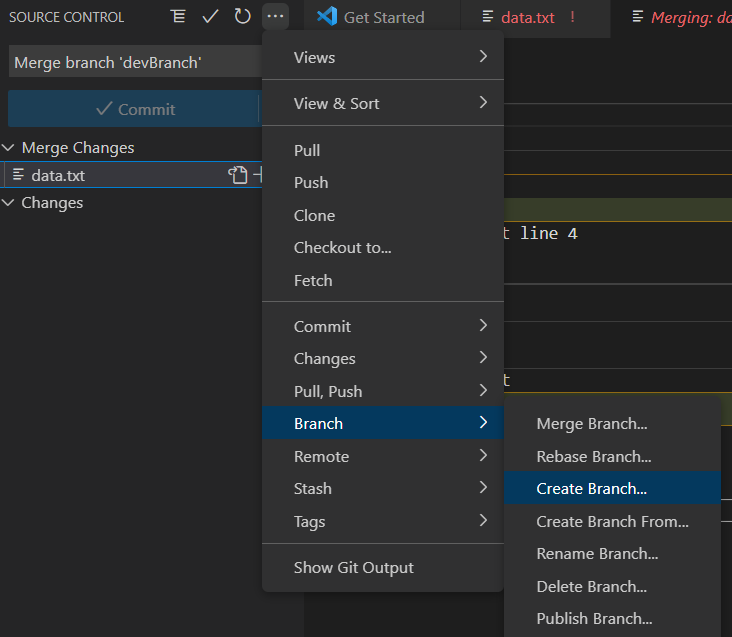 SOURCE CONTROL
Get Started
data.txt !
Merging: da
Merge branch 'devBranch'
Commit
Merge Changes
data.txt
Changes
Views
View & Sort
Pull
Push
Clone
Checkout to...
Fetch
Commit
Changes
Pull, Push
Branch
Remote
Stash
Tags
Show Git Output
t line 4
t
Merge Branch...
Rebase Branch...
Create Branch...
Create Branch From...
Rename Branch...
Delete Branch...
Publish Branch...